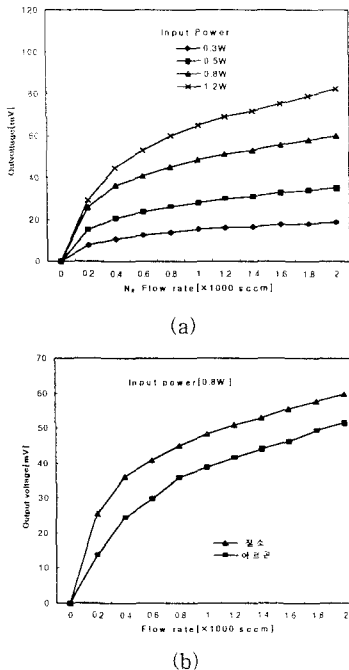 120
100
80
60
40
20
0
Output voltage[mV]
Input Power
0.3W
0.5W
0.8W
1.2W
0 0.2 0.4 0.6 0.8 1 1.2 1.4 1.6 1.8 2
N₂ Flow rate[×1000 sccm]
(a)
70
60
50
40
30
20
10
0
Output voltage[mV]
Input power[0.8W]
질소
아르곤
0 0.2 0.4 0.6 0.8 1 1.2 1.4 1.6 1.8 2
Flow rate[×1000 sccm]
(b)